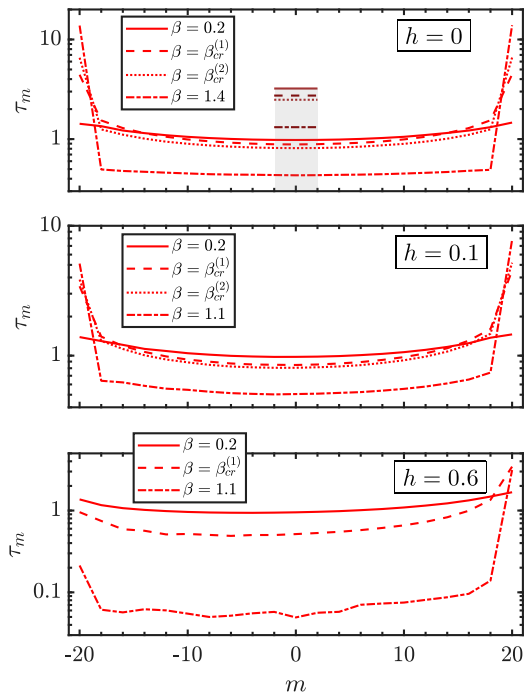 10
1
τ_m
β = 0.2
β = β_cr^(1)
β = β_cr^(2)
β = 1.4
h = 0
10
1
τ_m
β = 0.2
β = β_cr^(1)
β = β_cr^(2)
β = 1.1
h = 0.1
1
0.1
τ_m
β = 0.2
β = β_cr^(1)
β = 1.1
h = 0.6
-20 -10 0 10 20
m